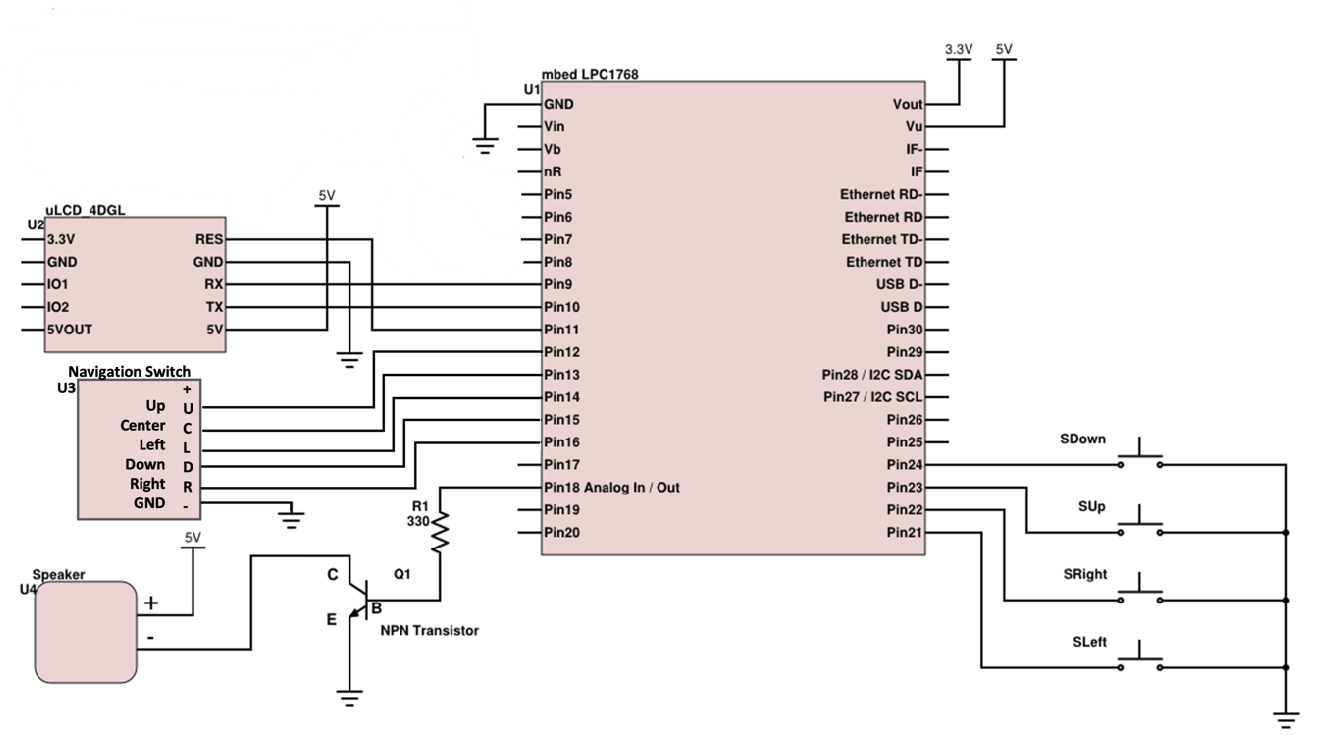 3.3V 5V
mbed LPC1768
U1
GND Vout
Vin Vu
Vb IF-
nR IF
Pin5 Ethernet RD-
Pin6 Ethernet RD
Pin7 Ethernet TD-
Pin8 Ethernet TD
Pin9 USB D-
Pin10 USB D
Pin11 Pin30
Pin12 Pin29
Pin13 Pin28 / I2C SDA
Pin14 Pin27 / I2C SCL
Pin15 Pin26
Pin16 Pin25
Pin17 Pin24
Pin18 Analog In / Out Pin23
Pin19 Pin22
Pin20 Pin21
5V
uLCD_4DGL
U2
3.3V RES
GND GND
IO1 RX
IO2 TX
5VOUT 5V
Navigation Switch
U3
+
Up U
Center C
Left L
Down D
Right R
GND -
R1
330
5V
Speaker
U4
+
-
C
Q1
B
E
NPN Transistor
SDown
SUp
SRight
SLeft